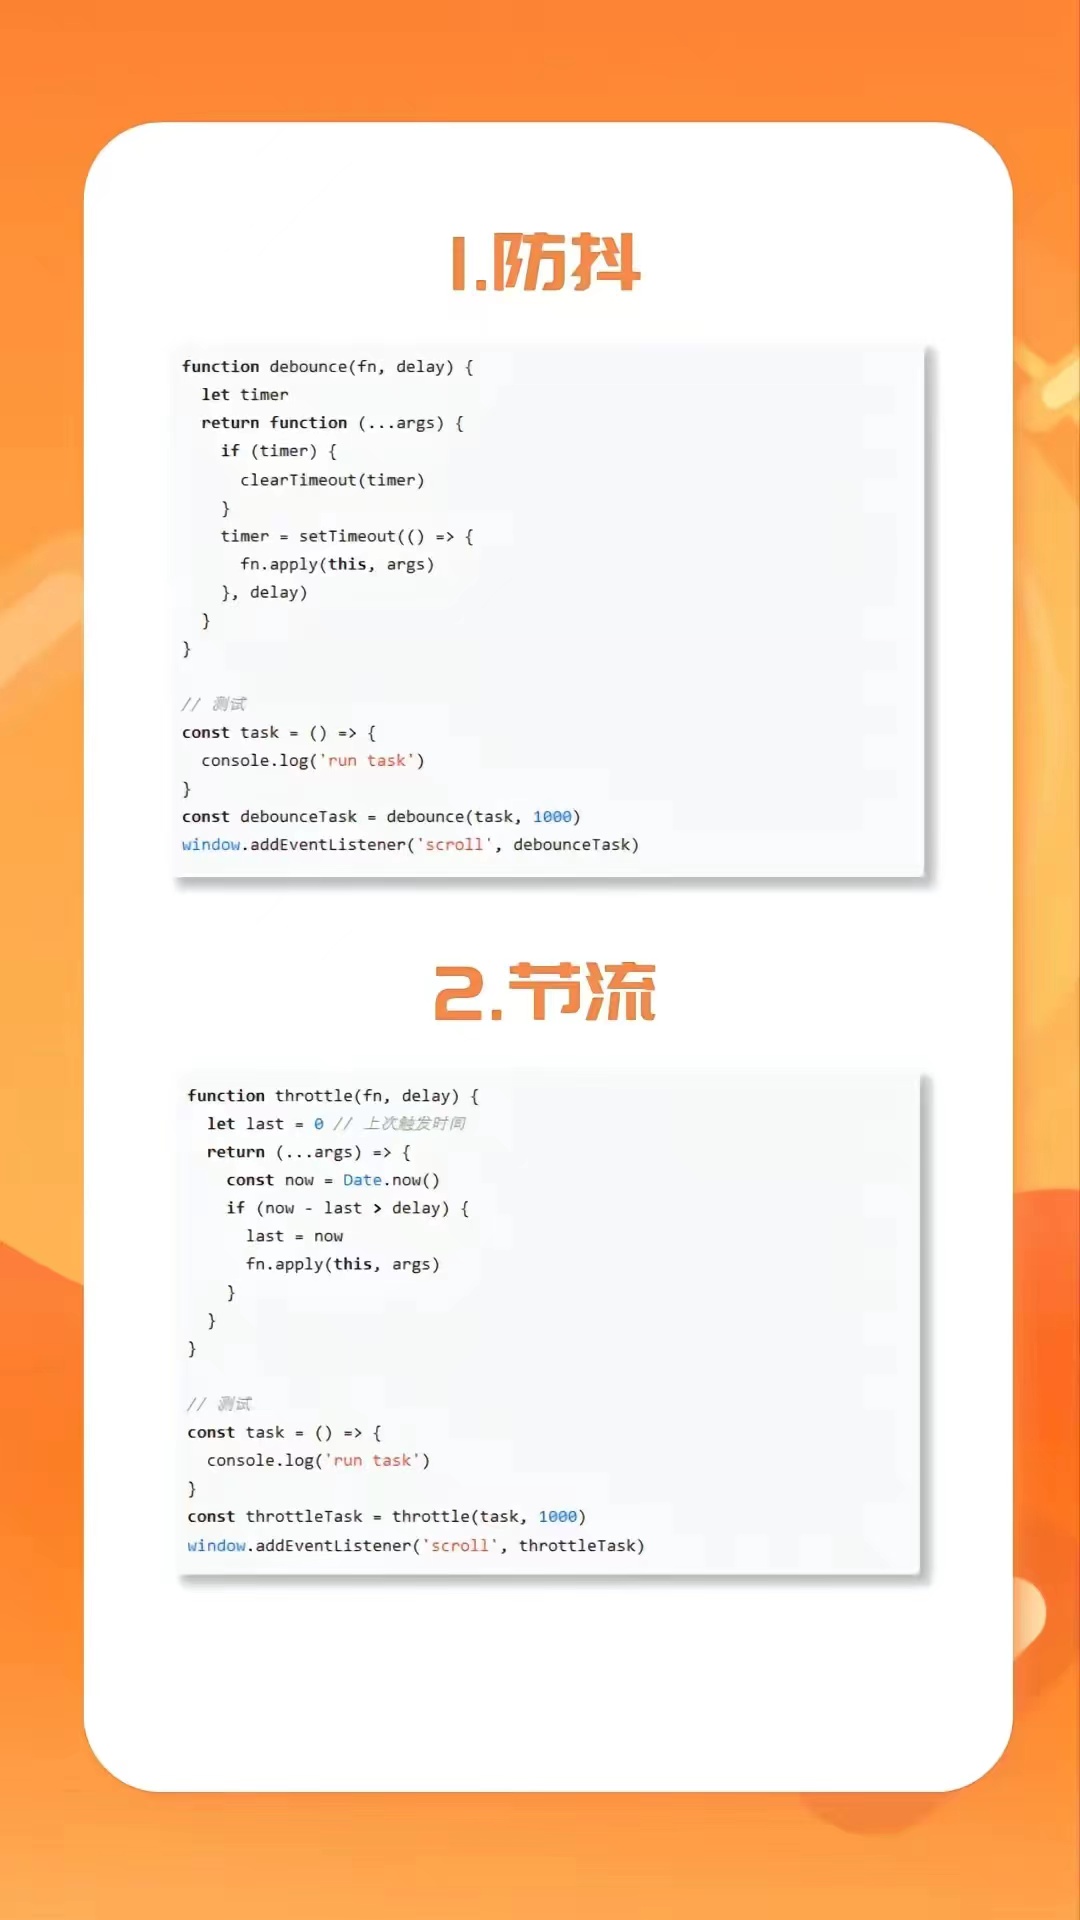 1.防抖
function debounce(fn, delay) {
  let timer
  return function (...args) {
    if (timer) {
      clearTimeout(timer)
    }
    timer = setTimeout(() => {
      fn.apply(this, args)
    }, delay)
  }
}
// 测试
const task = () => {
  console.log('run task')
}
const debounceTask = debounce(task, 1000)
window.addEventListener('scroll', debounceTask)
2.节流
function throttle(fn, delay) {
  let last = 0 // 上次触发时间
  return (...args) => {
    const now = Date.now()
    if (now - last > delay) {
      last = now
      fn.apply(this, args)
    }
  }
}
// 测试
const task = () => {
  console.log('run task')
}
const throttleTask = throttle(task, 1000)
window.addEventListener('scroll', throttleTask)